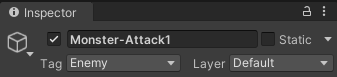 Inspector
Monster-Attack1 Static
Tag Enemy Layer Default